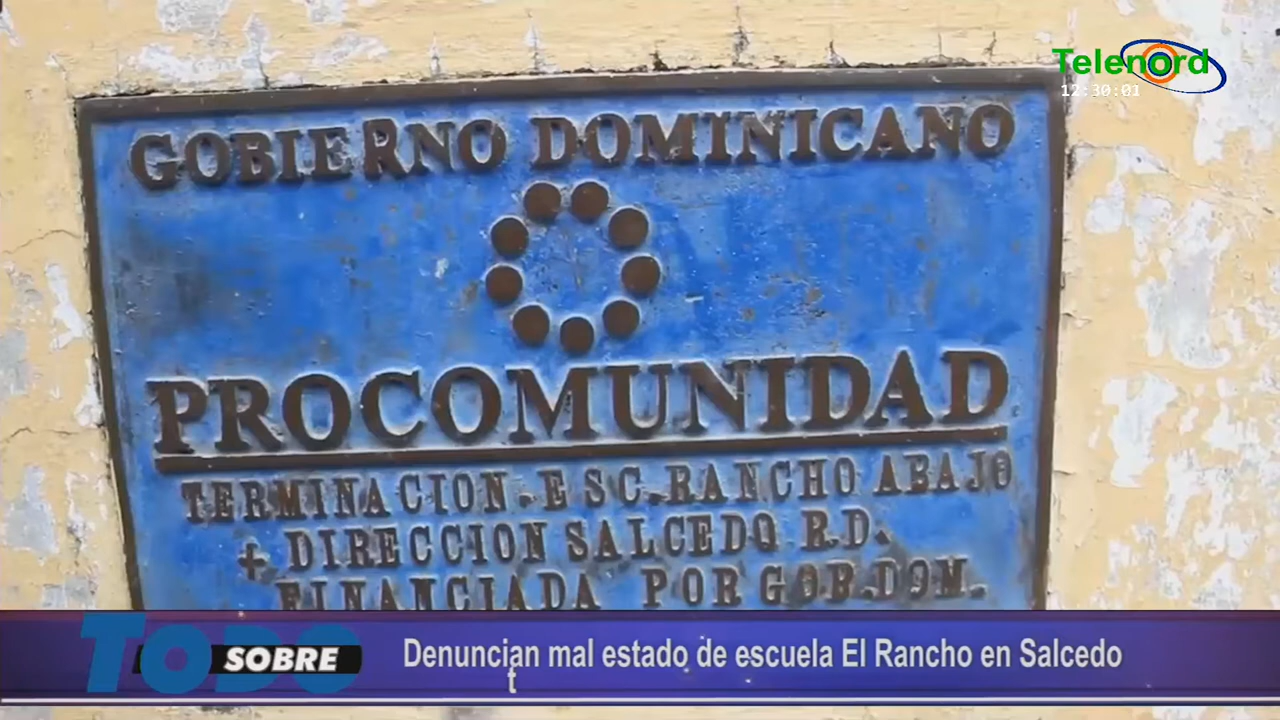 Telenord
12:30:01
GOBIERNO DOMINICANO
PROCOMUNIDAD
TERMINACION.ESC.RANCHO ABAJO
+ DIRECCION SALCEDO R.D.
FINANCIADA POR GOB.DOM.
TODO SOBRE
Denuncian mal estado de escuela El Rancho en Salcedo
t